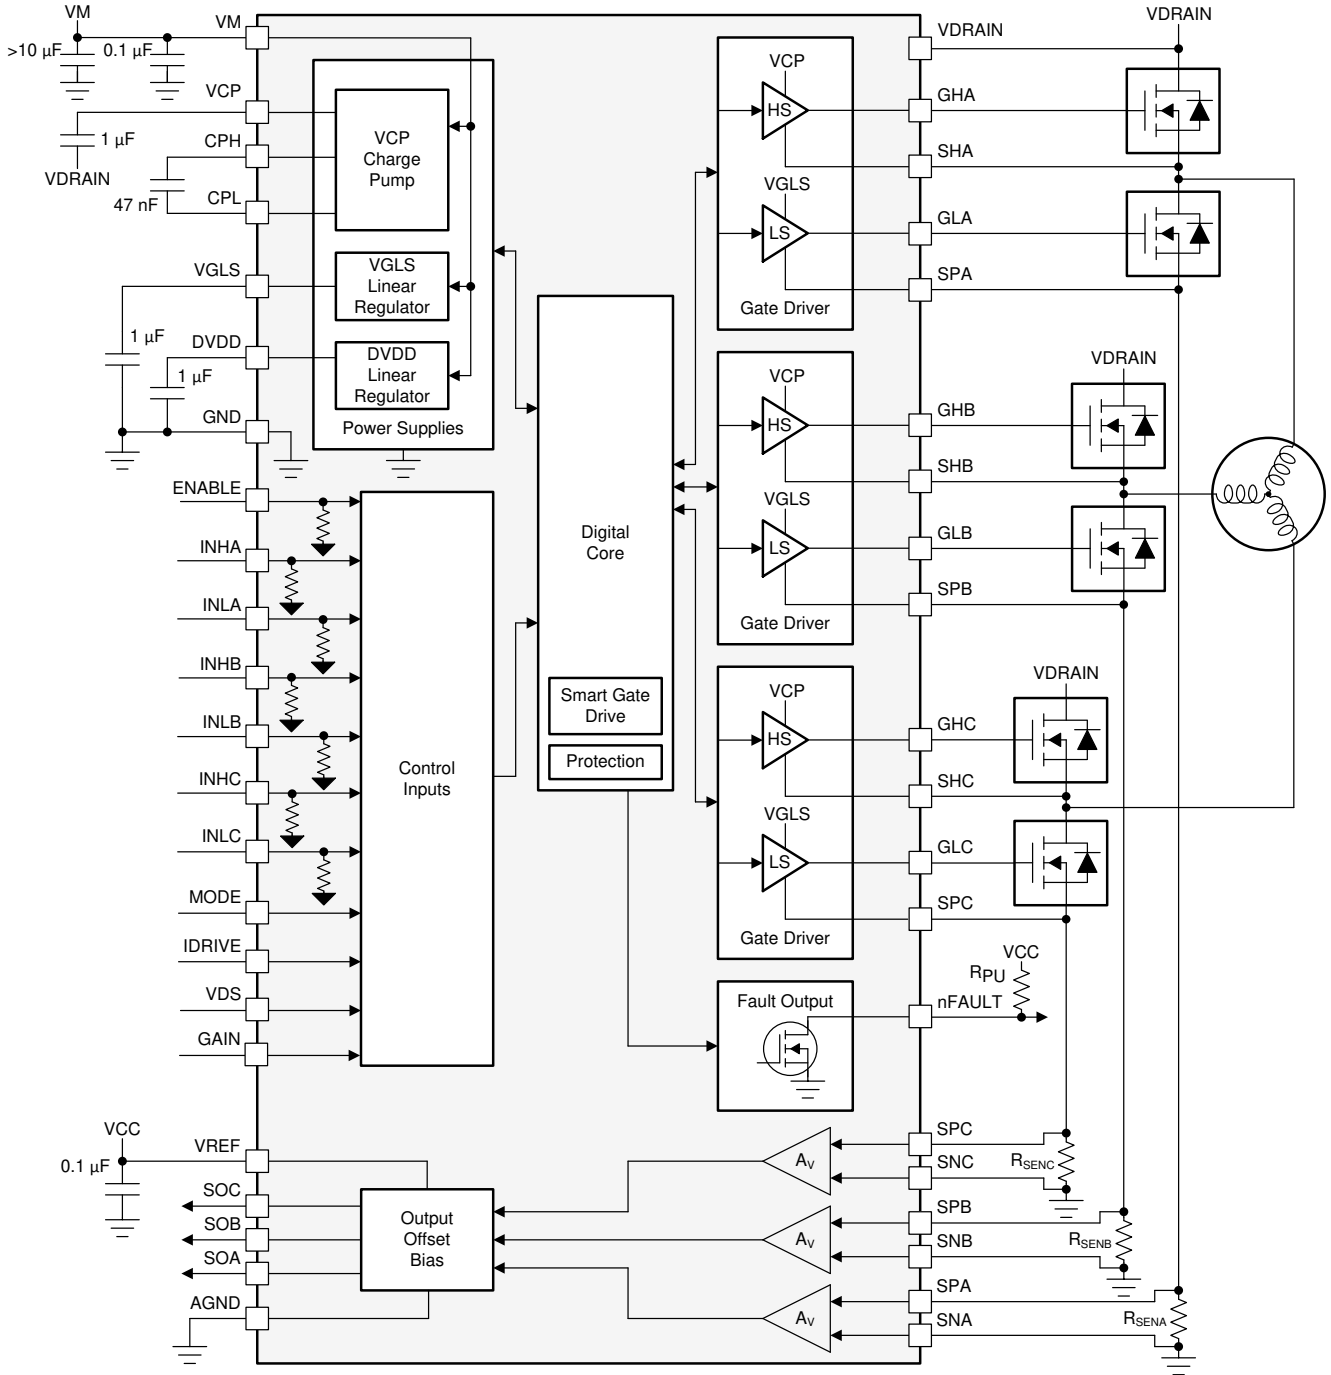 VM
VM
>10 µF
0.1 µF
VCP
1 µF
VDRAIN
CPH
47 nF
CPL
VGLS
1 µF
DVDD
1 µF
GND
VCP
Charge
Pump
VGLS
Linear
Regulator
DVDD
Linear
Regulator
Power Supplies
ENABLE
INHA
INLA
INHB
INLB
INHC
INLC
MODE
IDRIVE
VDS
GAIN
Control
Inputs
Digital
Core
Smart Gate
Drive
Protection
VCP
HS
VGLS
LS
Gate Driver
VCP
HS
VGLS
LS
Gate Driver
VCP
HS
VGLS
LS
Gate Driver
Fault Output
VDRAIN
VDRAIN
GHA
SHA
GLA
SPA
VDRAIN
GHB
SHB
GLB
SPB
VDRAIN
GHC
SHC
GLC
SPC
VCC
RPU
nFAULT
VCC
0.1 µF
VREF
SOC
SOB
SOA
AGND
Output
Offset
Bias
AV
AV
AV
SPC
SNC
RSENC
SPB
SNB
RSENB
SPA
SNA
RSENA